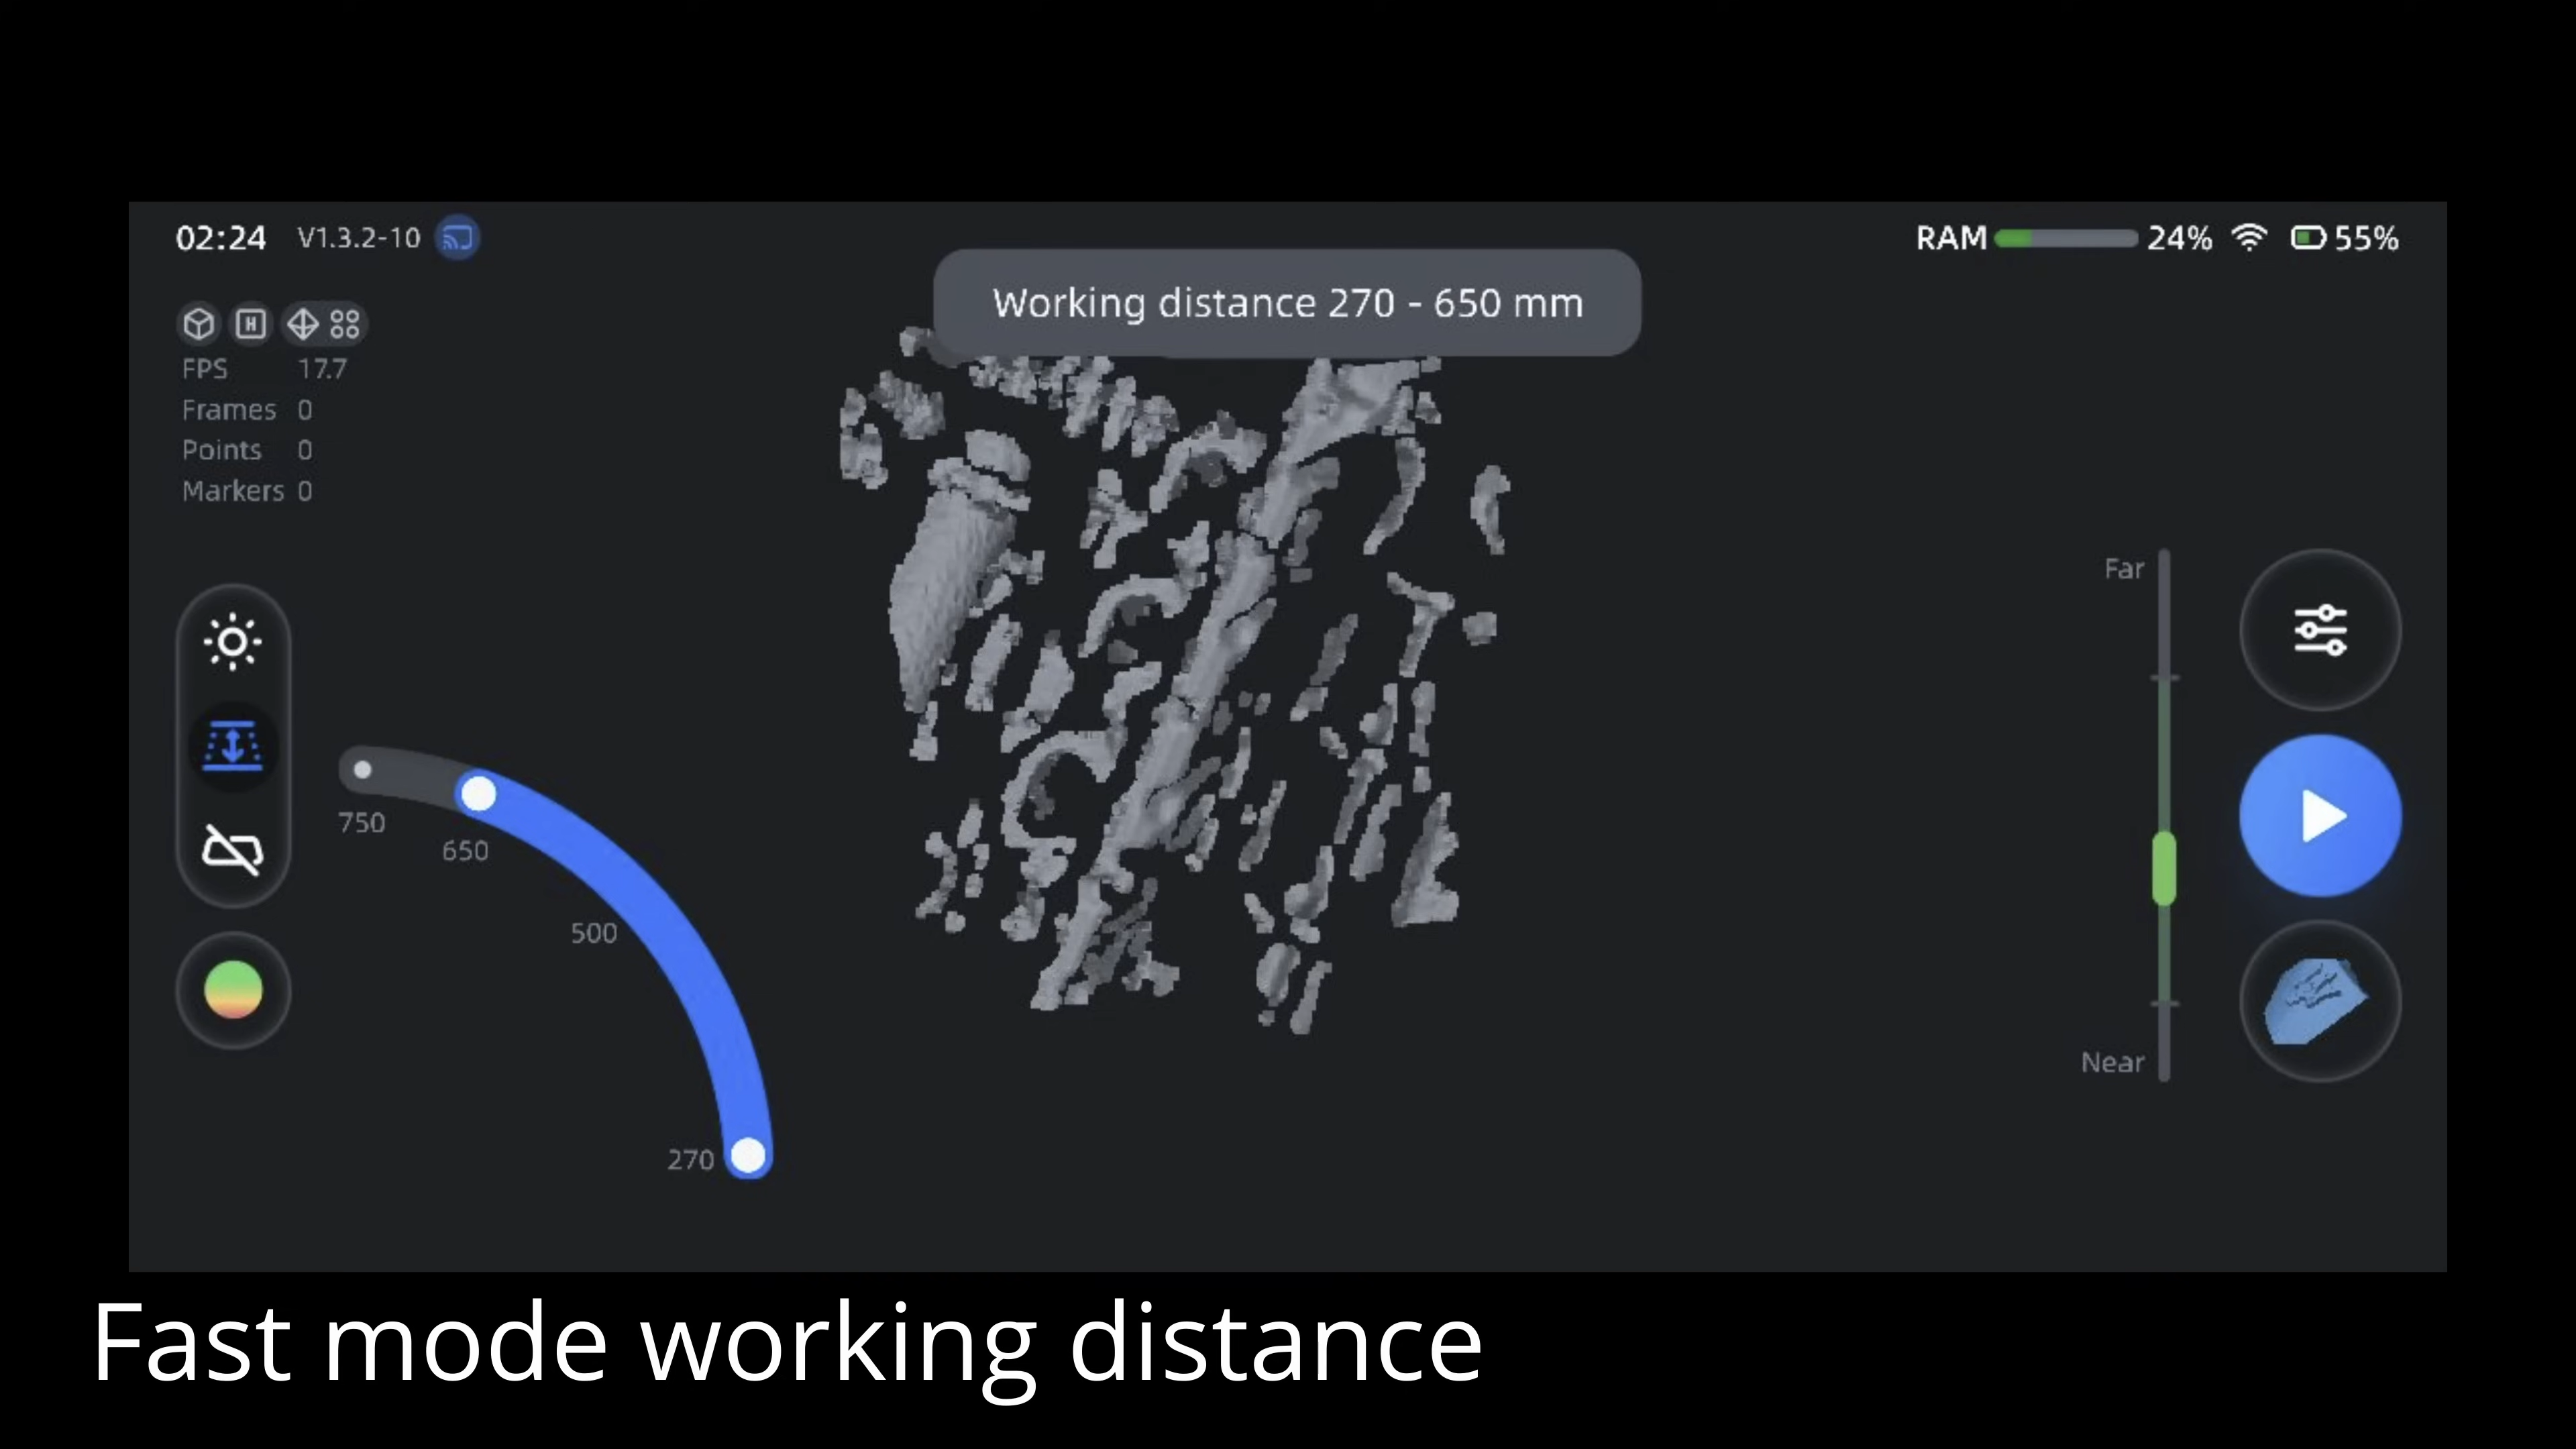 02:24 V1.3.2-10
RAM 24% 55%
Working distance 270 - 650 mm
H
FPS 17.7
Frames 0
Points 0
Markers 0
Far
750
650
500
270
Near
Fast mode working distance